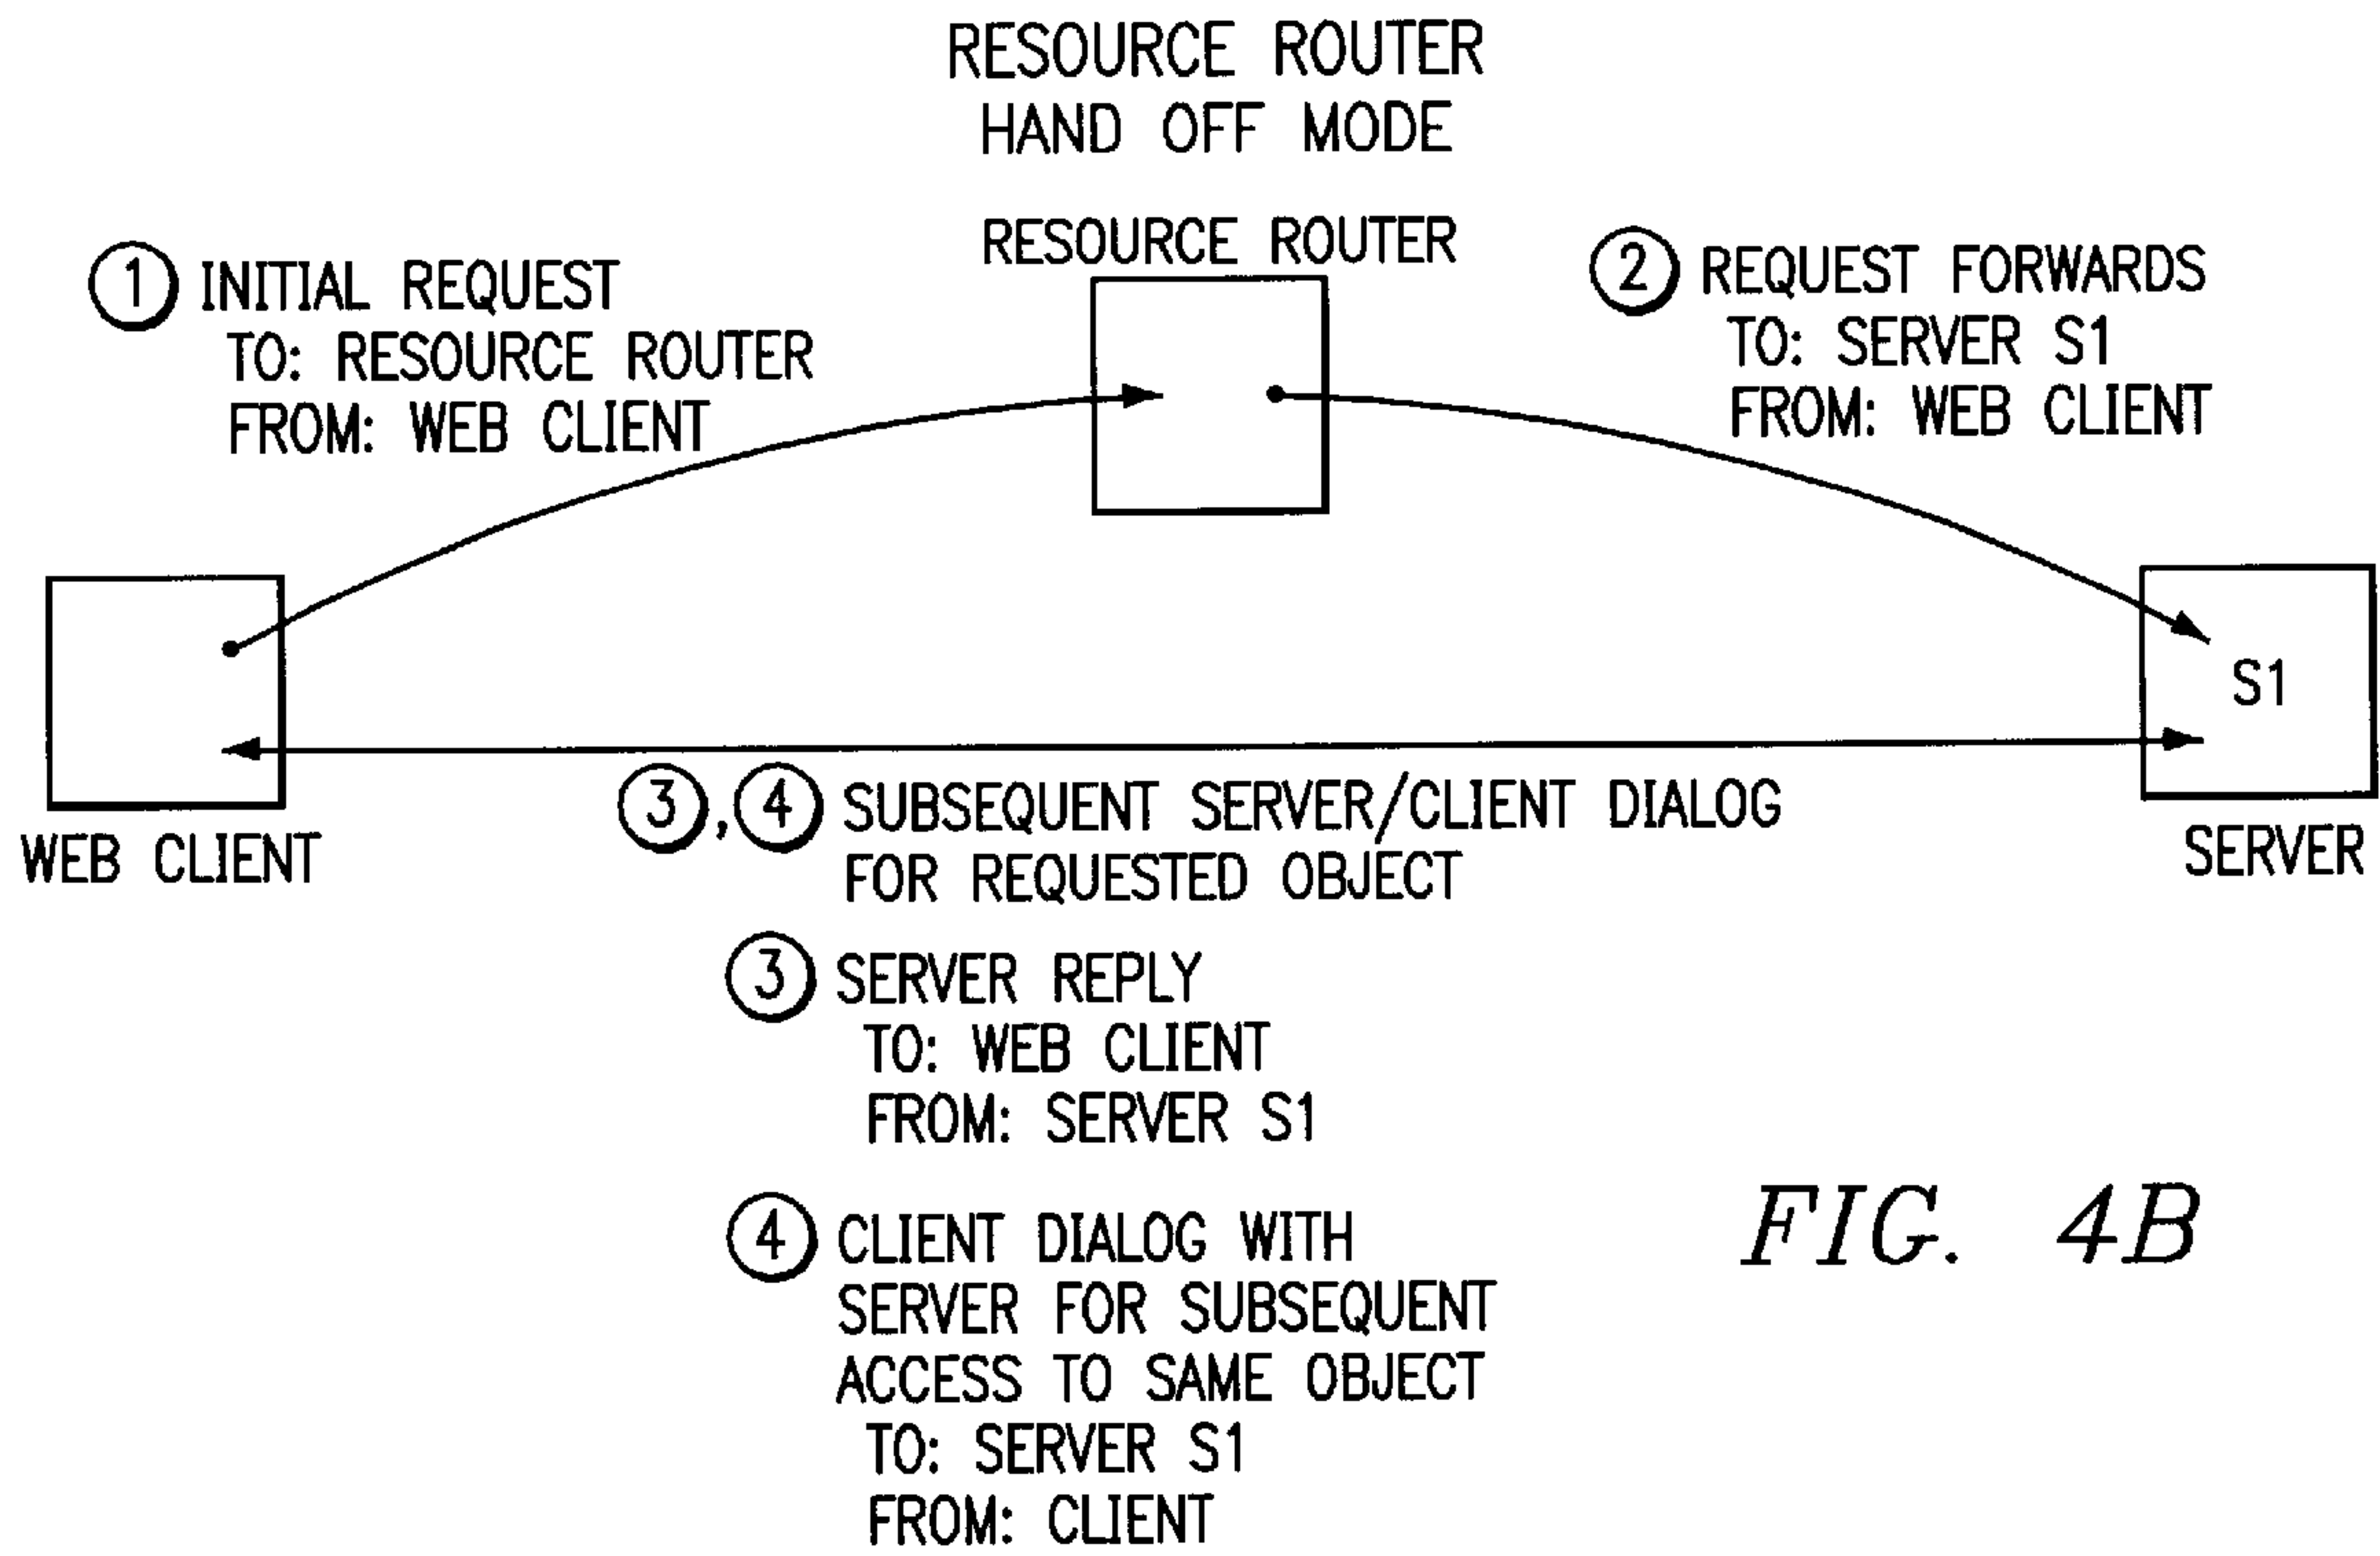 RESOURCE ROUTER
HAND OFF MODE
RESOURCE ROUTER
1 INITIAL REQUEST
TO: RESOURCE ROUTER
FROM: WEB CLIENT
2 REQUEST FORWARDS
TO: SERVER S1
FROM: WEB CLIENT
S1
WEB CLIENT
SERVER
3,4 SUBSEQUENT SERVER/CLIENT DIALOG
FOR REQUESTED OBJECT
3 SERVER REPLY
TO: WEB CLIENT
FROM: SERVER S1
4 CLIENT DIALOG WITH
SERVER FOR SUBSEQUENT
ACCESS TO SAME OBJECT
TO: SERVER S1
FROM: CLIENT
FIG. 4B